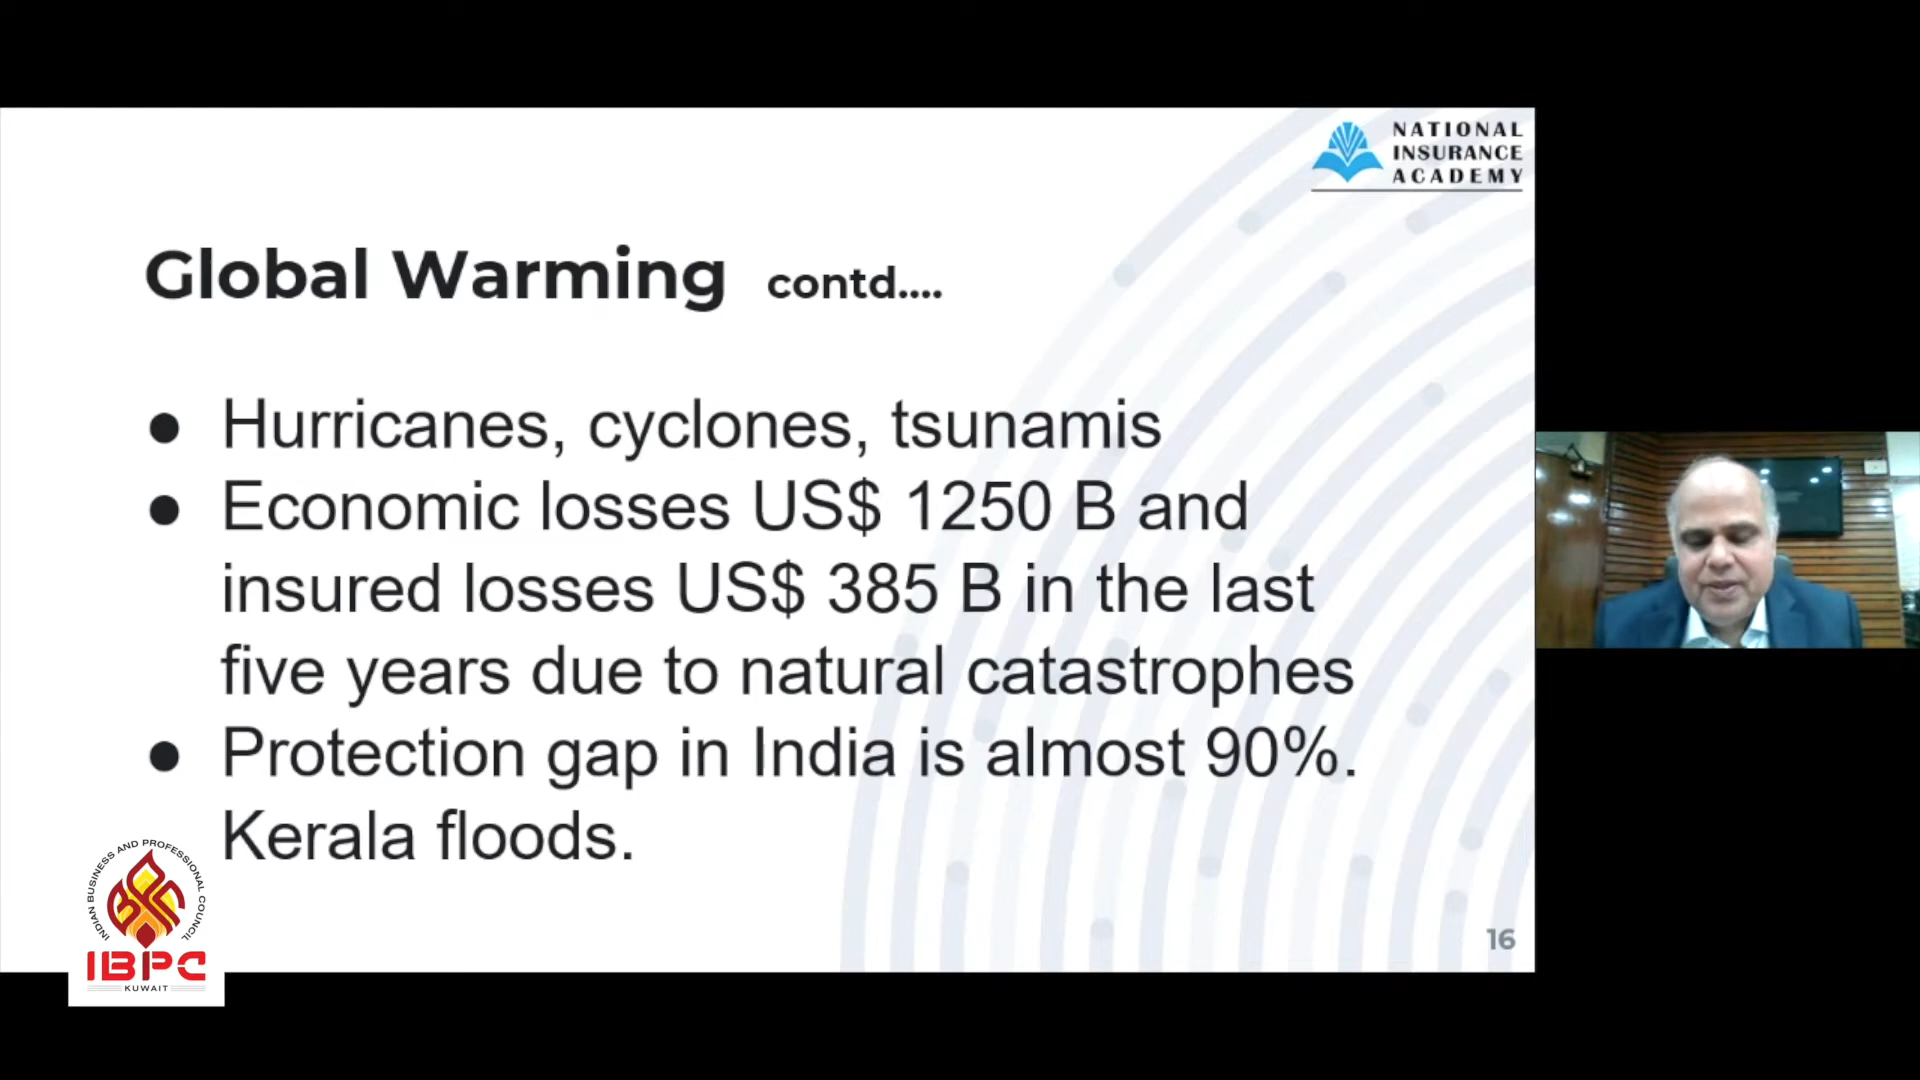 NATIONAL
INSURANCE
ACADEMY
Global Warming contd....
● Hurricanes, cyclones, tsunamis
● Economic losses US$ 1250 B and
insured losses US$ 385 B in the last
five years due to natural catastrophes
● Protection gap in India is almost 90%.
Kerala floods.
INDIAN BUSINESS AND PROFESSIONAL COUNCIL
IBPC
KUWAIT
16